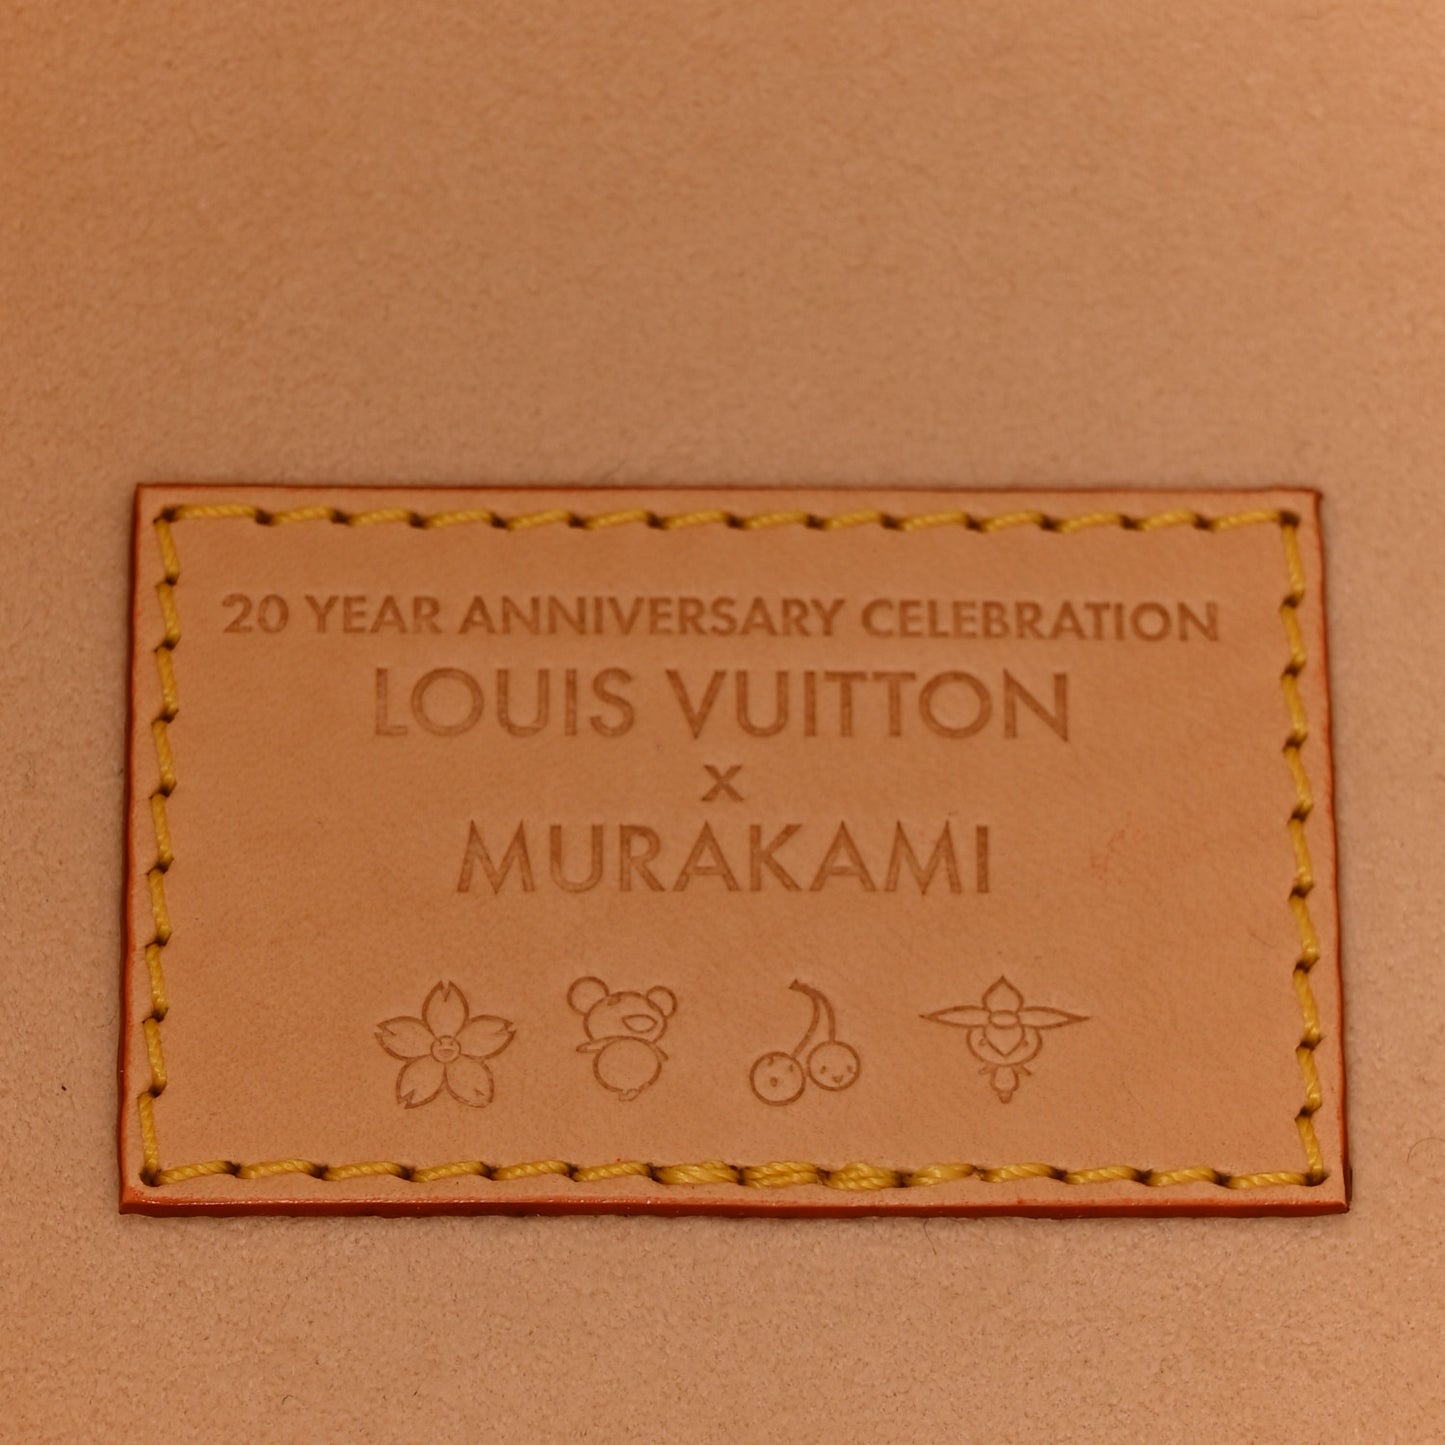 20 YEAR ANNIVERSARY CELEBRATION
LOUIS VUITTON
x
MURAKAMI